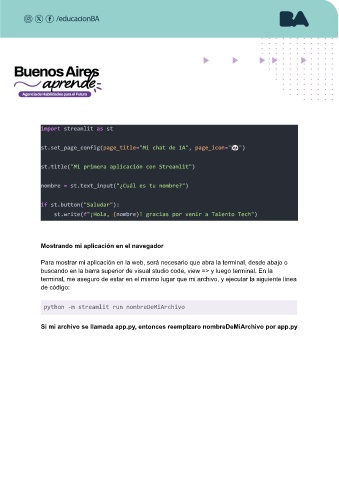 /educacionBA
BA
Buenos Aires
aprende
Agencia de Habilidades para el Futuro
import streamlit as st
st.set_page_config(page_title="Mi chat de IA", page_icon="🐶")
st.title("Mi primera aplicación con Streamlit")
nombre = st.text_input("¿Cuál es tu nombre?")
if st.button("Saludar"):
st.write(f"¡Hola, {nombre}! gracias por venir a Talento Tech")
Mostrando mi aplicación en el navegador
Para mostrar mi aplicación en la web, será necesario que abra la terminal, desde abajo o
buscando en la barra superior de visual studio code, view => y luego terminal. En la
terminal, me aseguro de estar en el mismo lugar que mi archivo, y ejecutar la siguiente línea
de código:
python -m streamlit run nombreDeMiArchivo
Si mi archivo se llamada app.py, entonces reemplzaro nombreDeMiArchivo por app.py